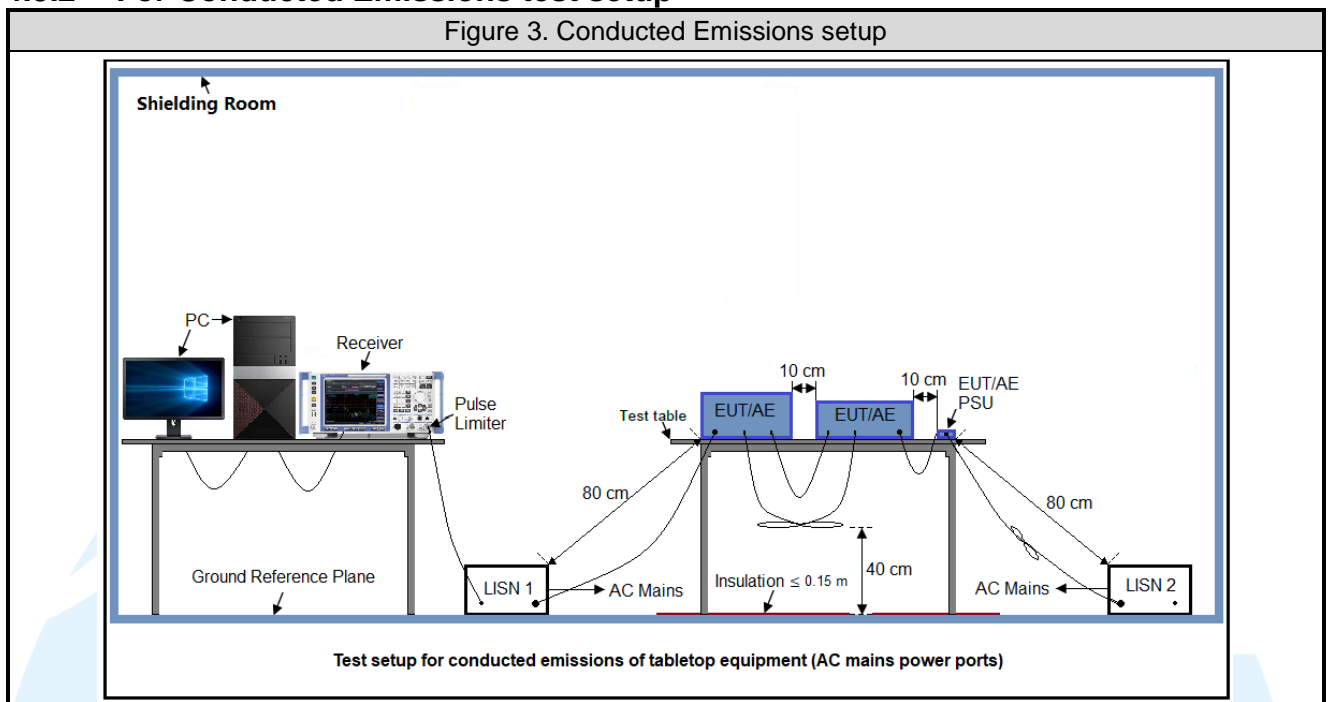 Figure 3. Conducted Emissions setup
Shielding Room
PC
Receiver
Pulse
Limiter
10 cm
10 cm
EUT/AE
PSU
Test table
EUT/AE
EUT/AE
80 cm
80 cm
Ground Reference Plane
LISN 1
AC Mains
Insulation ≤ 0.15 m
40 cm
AC Mains
LISN 2
Test setup for conducted emissions of tabletop equipment (AC mains power ports)